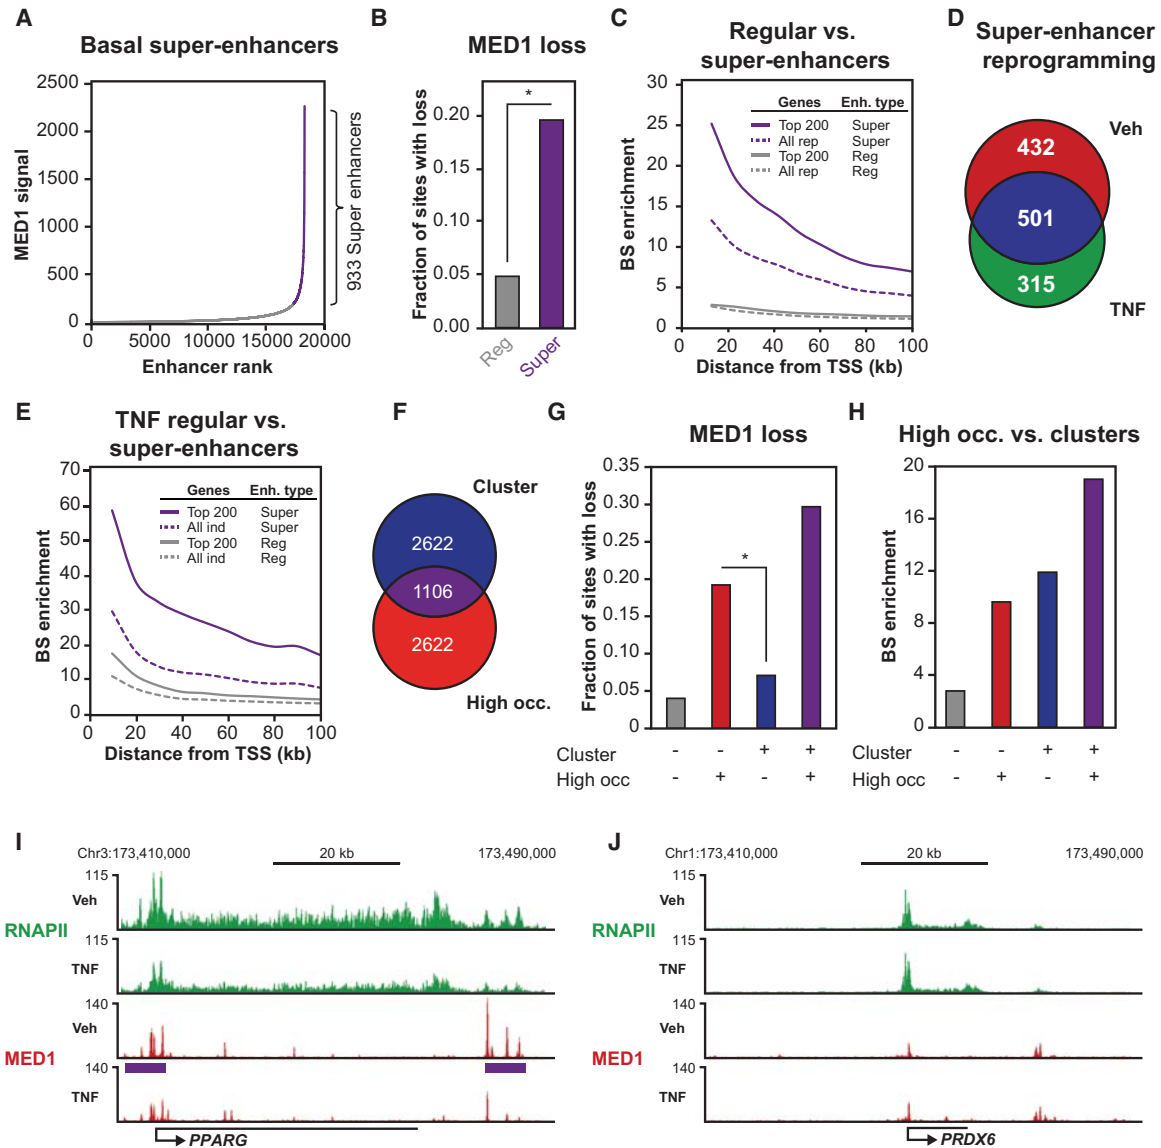 A
Basal super-enhancers
MED1 signal
2500
2000
1500
1000
500
0
0 5000 10000 15000 20000
Enhancer rank
933 Super enhancers
B
MED1 loss
Fraction of sites with loss
0.20
0.15
0.10
0.05
0.00
*
Reg
Super
C
Regular vs.
super-enhancers
BS enrichment
30
25
20
15
10
5
0
Genes Enh. type
Top 200 Super
All rep Super
Top 200 Reg
All rep Reg
0 20 40 60 80 100
Distance from TSS (kb)
D
Super-enhancer
reprogramming
Veh
432
501
315
TNF
E
TNF regular vs.
super-enhancers
BS enrichment
70
60
50
40
30
20
10
0
Genes Enh. type
Top 200 Super
All ind Super
Top 200 Reg
All ind Reg
0 20 40 60 80 100
Distance from TSS (kb)
F
Cluster
2622
1106
2622
High occ.
G
MED1 loss
Fraction of sites with loss
0.35
0.30
0.25
0.20
0.15
0.10
0.05
0
*
Cluster - - + +
High occ - + - +
H
High occ. vs. clusters
BS enrichment
20
16
12
8
4
0
Cluster - - + +
High occ - + - +
I
Chr3:173,410,000 20 kb 173,490,000
RNAPII
115
Veh
115
TNF
MED1
140
Veh
140
TNF
PPARG
J
Chr1:173,410,000 20 kb 173,490,000
RNAPII
115
Veh
115
TNF
MED1
140
Veh
140
TNF
PRDX6